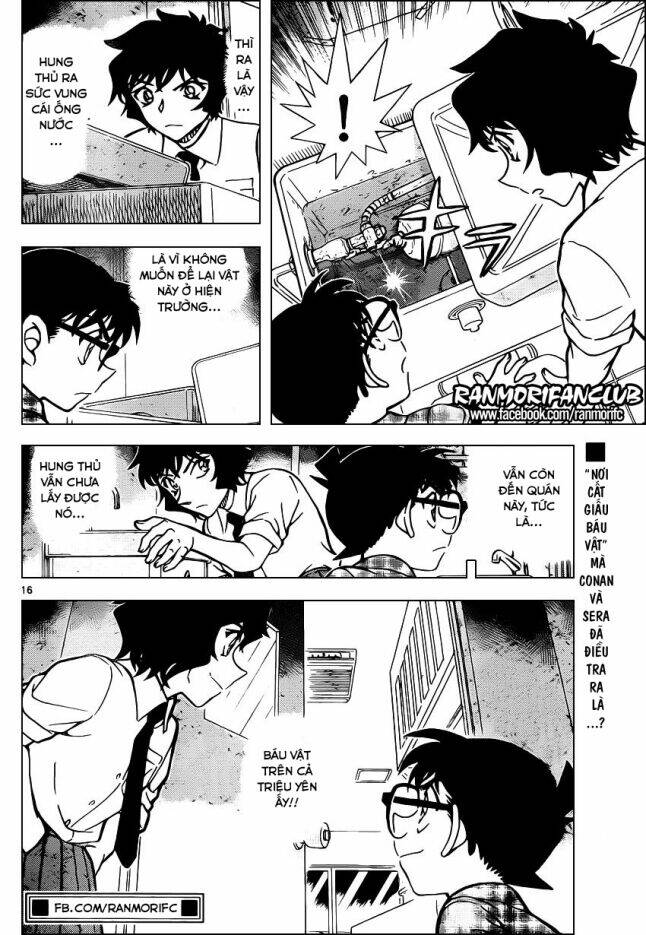 THÌ
RA
LÀ
VẬY
...
HUNG
THỦ RA
SỨC VUNG
CÁI ỐNG
NƯỚC
...
!
キラッ
RANMORIFANCLUB
www.facebook.com/ranmorifc
LÀ VÌ KHÔNG
MUỐN ĐỂ LẠI VẬT
NÀY Ở HIỆN
TRƯỜNG...
HUNG THỦ
VẪN CHƯA
LẤY ĐƯỢC
NÓ...
VẪN CÒN
ĐẾN QUÁN
NÀY, TỨC
LÀ...
16
BÁU VẬT
TRÊN CẢ
TRIỆU YÊN
ẤY!!
"NƠI
CẤT
GIẤU
BÁU
VẬT"
MÀ
CONAN
VÀ
SERA
ĐÃ
ĐIỀU
TRA
RA
LÀ
...?
FB.COM/RANMORIFC